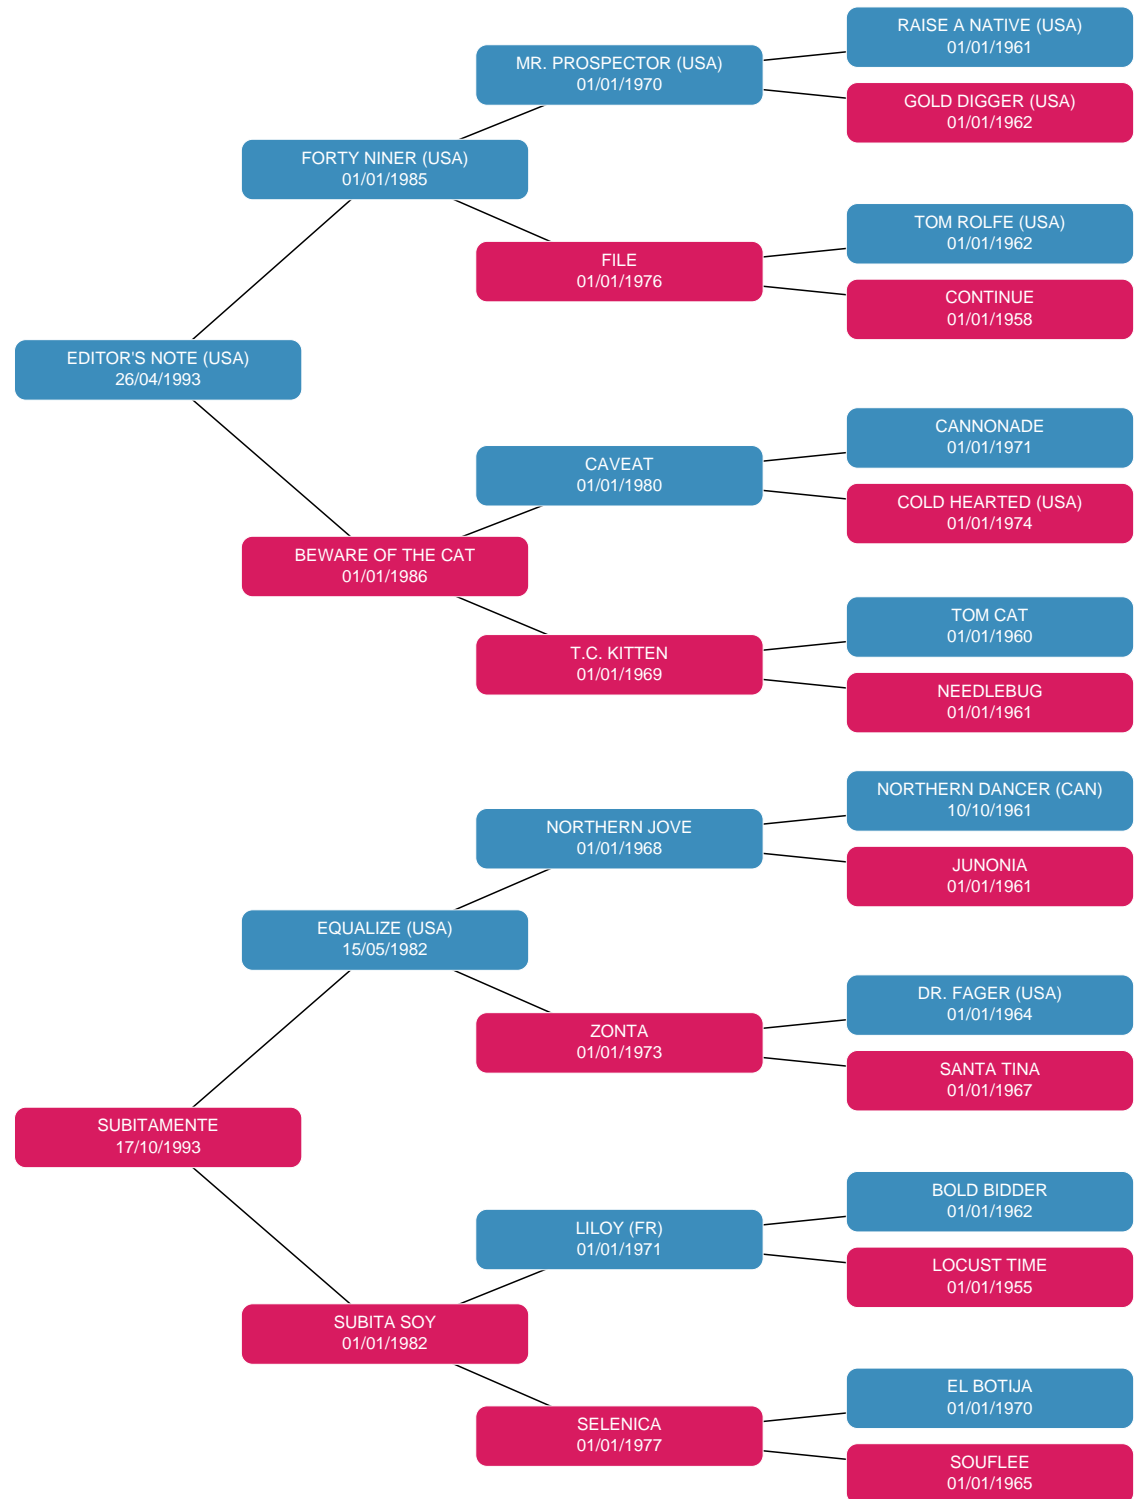 RAISE A NATIVE (USA)
01/01/1961
MR. PROSPECTOR (USA)
01/01/1970
GOLD DIGGER (USA)
01/01/1962
FORTY NINER (USA)
01/01/1985
TOM ROLFE (USA)
01/01/1962
FILE
01/01/1976
CONTINUE
01/01/1958
EDITOR'S NOTE (USA)
26/04/1993
CANNONADE
01/01/1971
CAVEAT
01/01/1980
COLD HEARTED (USA)
01/01/1974
BEWARE OF THE CAT
01/01/1986
TOM CAT
01/01/1960
T.C. KITTEN
01/01/1969
NEEDLEBUG
01/01/1961
NORTHERN DANCER (CAN)
10/10/1961
NORTHERN JOVE
01/01/1968
JUNONIA
01/01/1961
EQUALIZE (USA)
15/05/1982
DR. FAGER (USA)
01/01/1964
ZONTA
01/01/1973
SANTA TINA
01/01/1967
SUBITAMENTE
17/10/1993
BOLD BIDDER
01/01/1962
LILOY (FR)
01/01/1971
LOCUST TIME
01/01/1955
SUBITA SOY
01/01/1982
EL BOTIJA
01/01/1970
SELENICA
01/01/1977
SOUFLEE
01/01/1965